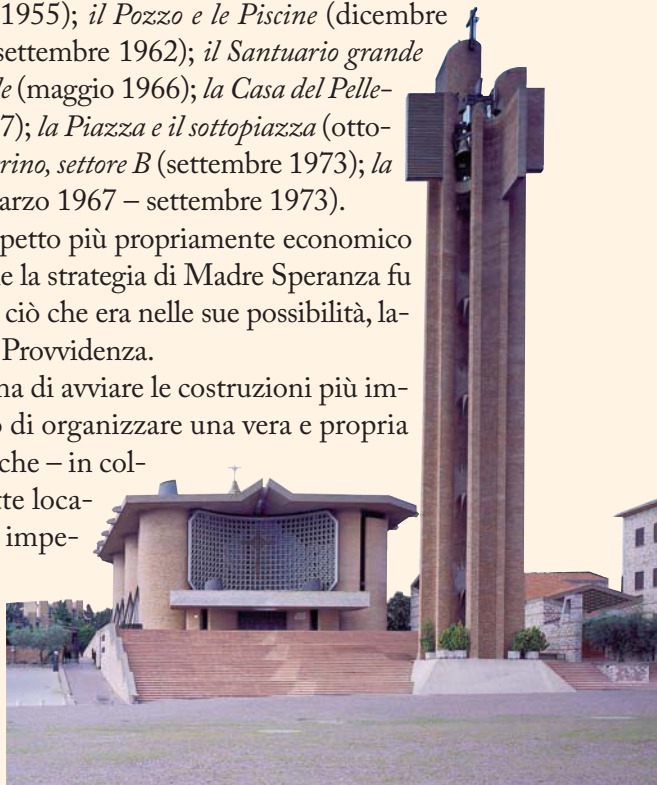 1955); il Pozzo e le Piscine (dicembre
settembre 1962); il Santuario grande
le (maggio 1966); la Casa del Pelle-
7); la Piazza e il sottopiazza (otto-
rino, settore B (settembre 1973); la
arzo 1967 – settembre 1973).
petto più propriamente economico
e la strategia di Madre Speranza fu
ciò che era nelle sue possibilità, la-
Provvidenza.
na di avviare le costruzioni più im-
o di organizzare una vera e propria
che – in col-
tte loca-
impe-